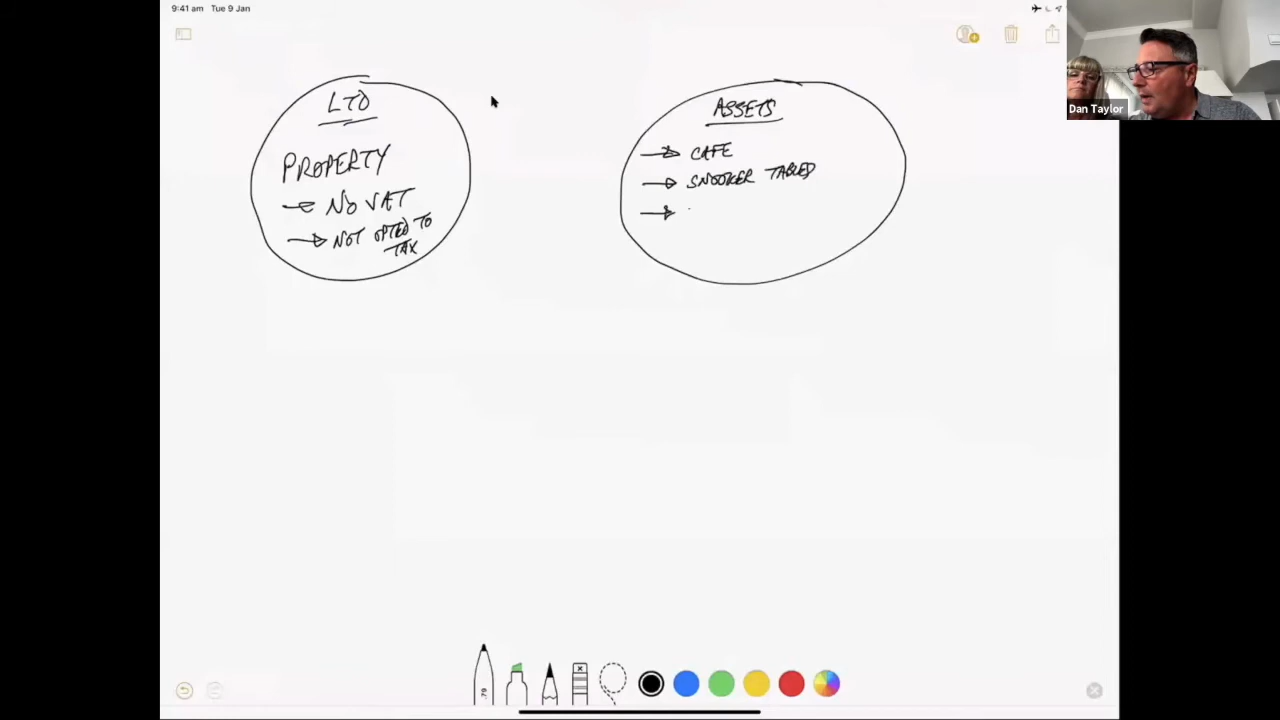 9:41 am Tue 9 Jan
Dan Taylor
LTD
PROPERTY
NO VAT
NOT OPTED TO
TAX
ASSETS
CAFE
SNOOKER TABLES